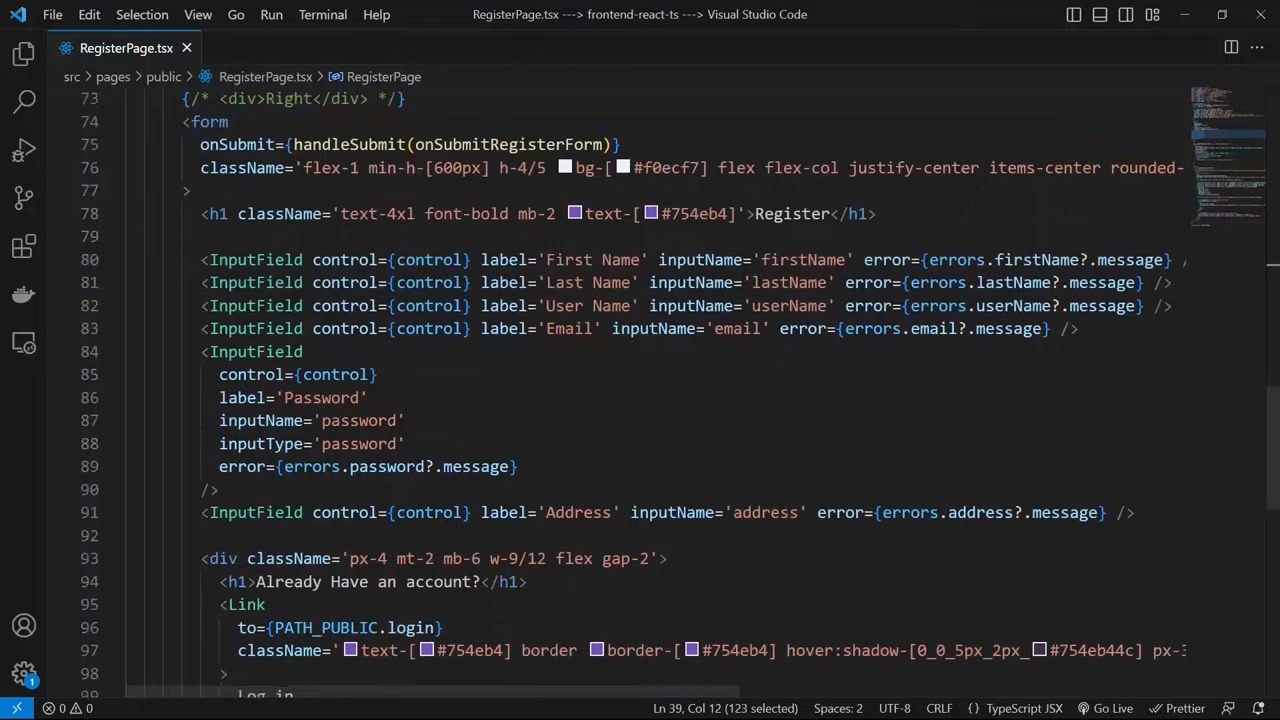 File Edit Selection View Go Run Terminal Help RegisterPage.tsx ---> frontend-react-ts ---> Visual Studio Code
RegisterPage.tsx
src > pages > public > RegisterPage.tsx > RegisterPage
73 {/* <div>Right</div> */}
74 <form
75 onSubmit={handleSubmit(onSubmitRegisterForm)}
76 className='flex-1 min-h-[600px] m-4/5 bg-[#f0ecf7] flex flex-col justify-center items-center rounded-
77 >
78 <h1 className='text-4xl font-bold mb-2 text-[#754eb4]'>Register</h1>
79
80 <InputField control={control} label='First Name' inputName='firstName' error={errors.firstName?.message} /
81 <InputField control={control} label='Last Name' inputName='lastName' error={errors.lastName?.message} />
82 <InputField control={control} label='User Name' inputName='userName' error={errors.userName?.message} />
83 <InputField control={control} label='Email' inputName='email' error={errors.email?.message} />
84 <InputField
85 control={control}
86 label='Password'
87 inputName='password'
88 inputType='password'
89 error={errors.password?.message}
90 />
91 <InputField control={control} label='Address' inputName='address' error={errors.address?.message} />
92
93 <div className='px-4 mt-2 mb-6 w-9/12 flex gap-2'>
94 <h1>Already Have an account?</h1>
95 <Link
96 to={PATH_PUBLIC.login}
97 className='text-[#754eb4] border border-[#754eb4] hover:shadow-[0_0_5px_2px_#754eb44c] px-3
98 >
99 Log in
1
0 0 Ln 39, Col 12 (123 selected) Spaces: 2 UTF-8 CRLF {} TypeScript JSX Go Live Prettier